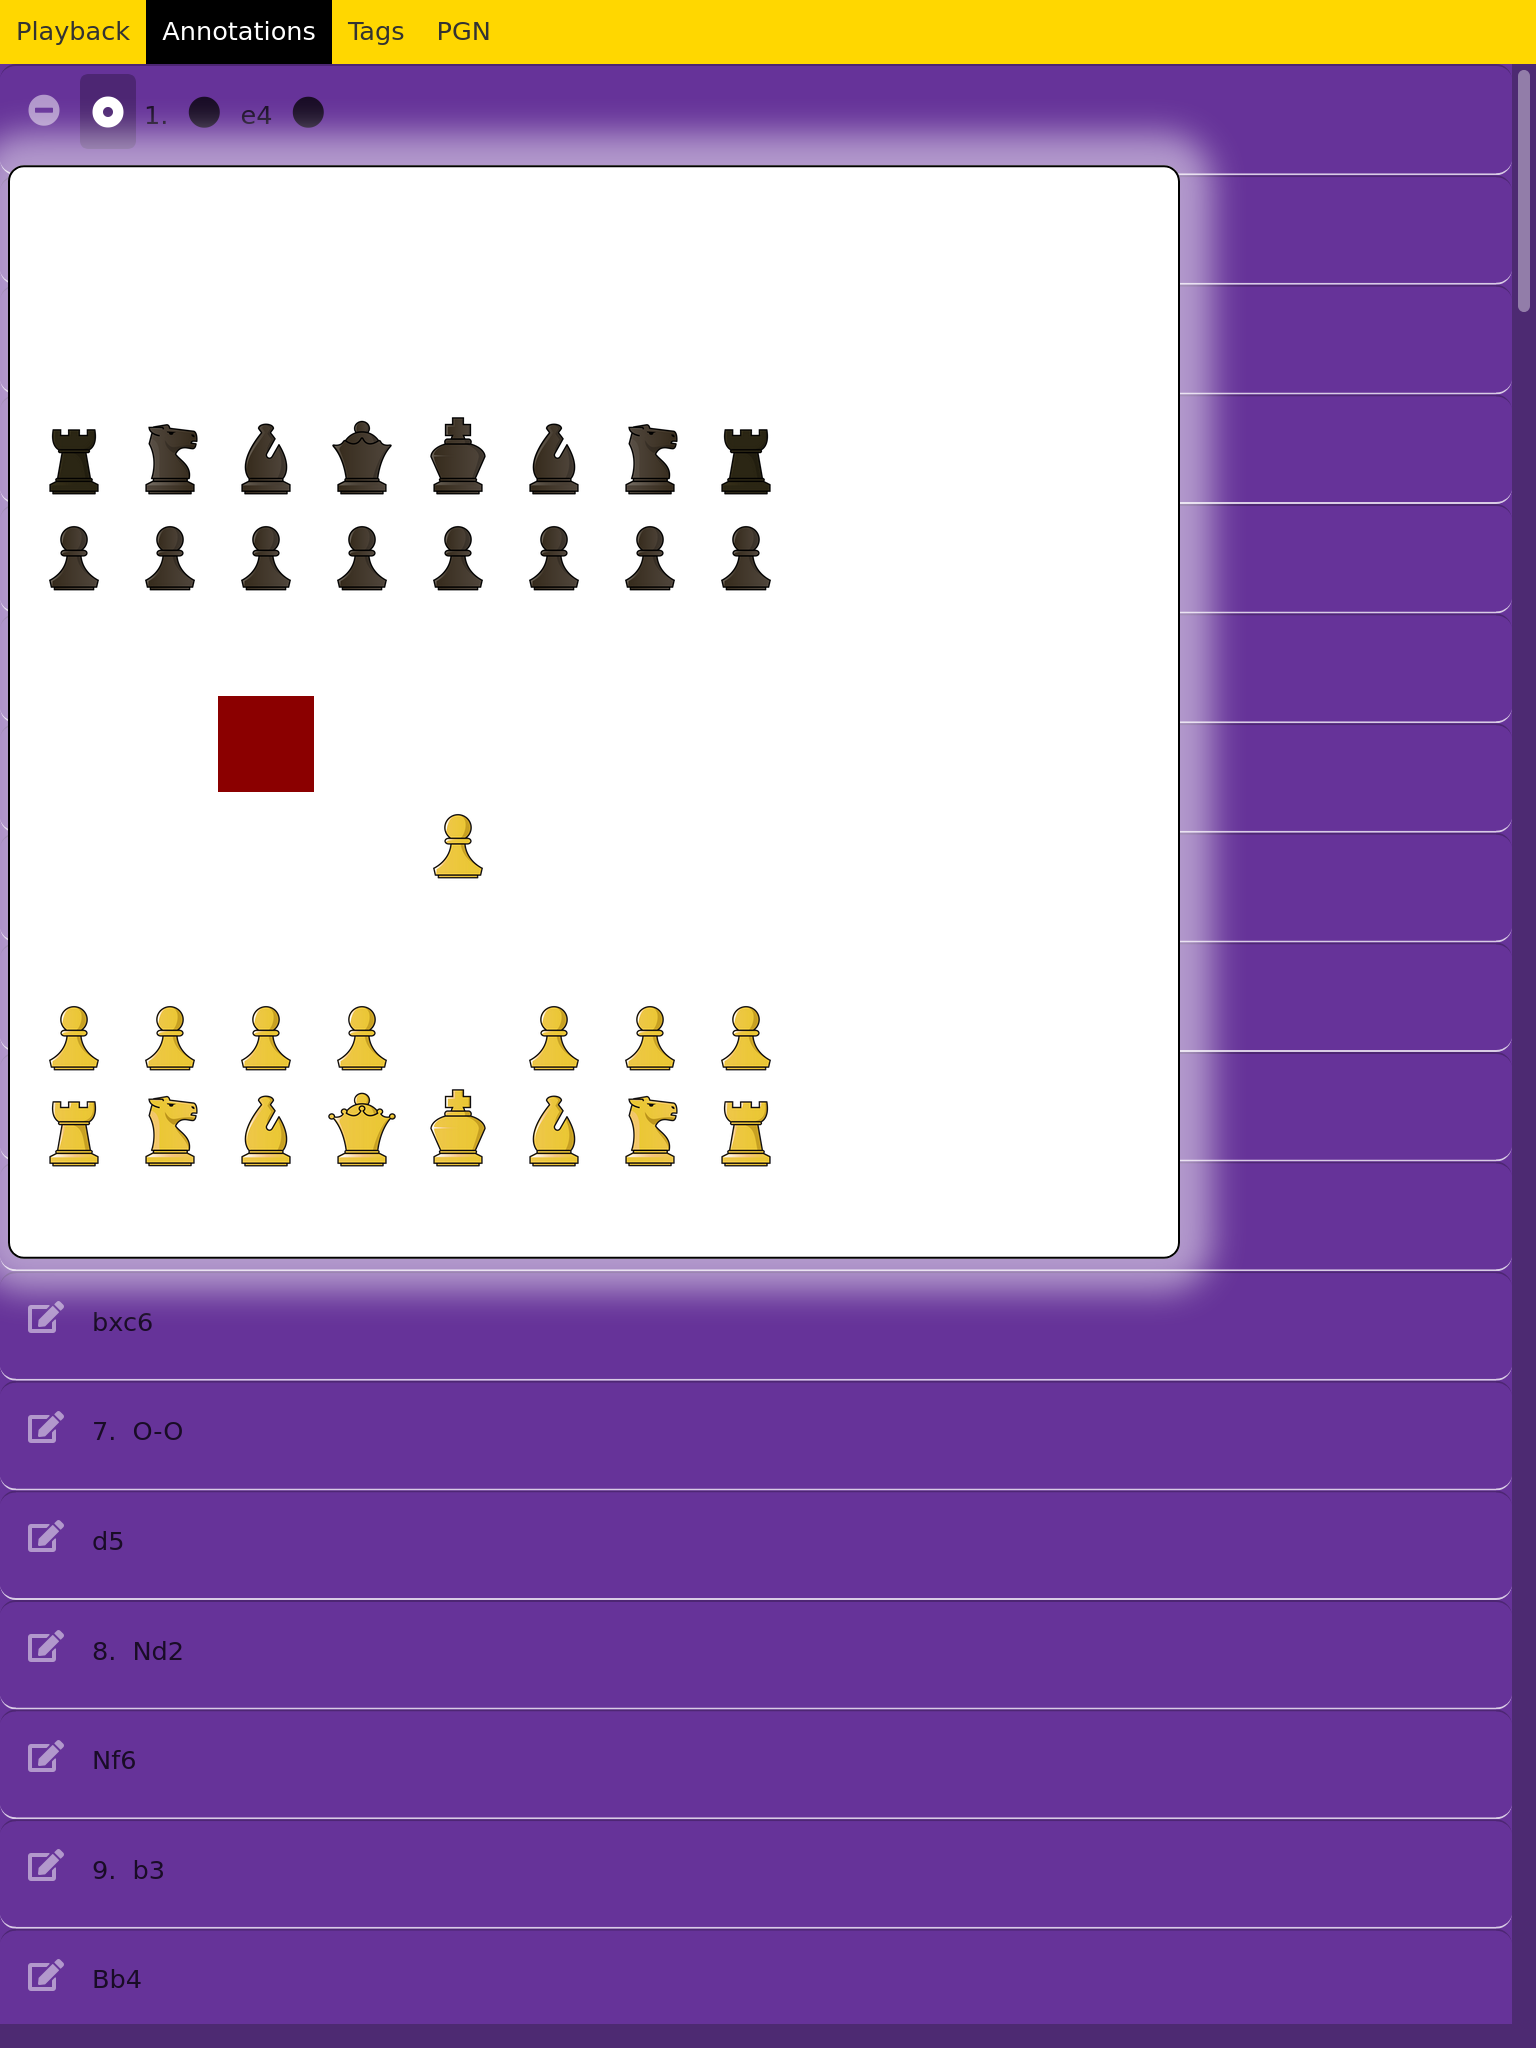 Playback Annotations Tags PGN
1. e4
bxc6
7. O-O
d5
8. Nd2
Nf6
9. b3
Bb4